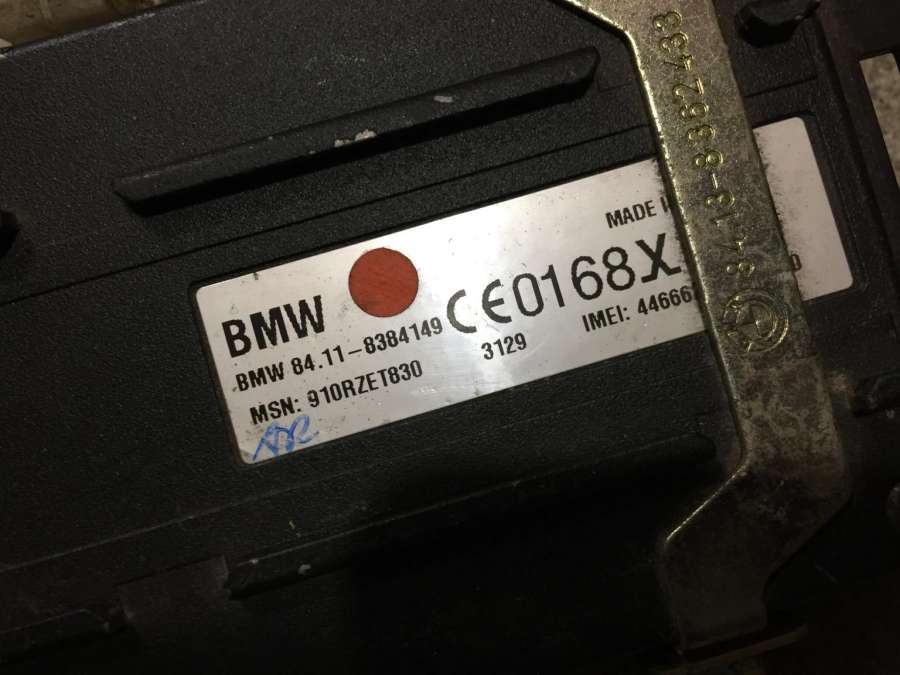 MADE
BMW
CE0168X
BMW 84.11-8384149
3129
IMEI: 44666
MSN: 910RZET830
84.13-8362433